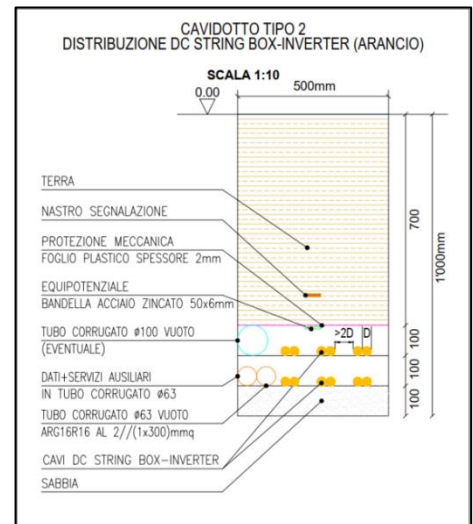 CAVIDOTTO TIPO 2
DISTRIBUZIONE DC STRING BOX-INVERTER (ARANCIO)
SCALA 1:10
0.00
500mm
TERRA
NASTRO SEGNALAZIONE
PROTEZIONE MECCANICA
FOGLIO PLASTICO SPESSORE 2mm
EQUIPOTENZIALE
BANDELLA ACCIAIO ZINCATO 50x6mm
TUBO CORRUGATO ø100 VUOTO
(EVENTUALE)
DATI+SERVIZI AUSILIARI
IN TUBO CORRUGATO ø63
TUBO CORRUGATO ø63 VUOTO
ARG16R16 AL 2//(1x300)mmq
CAVI DC STRING BOX-INVERTER
SABBIA
>2D
D
700
100
100
100
1'000mm